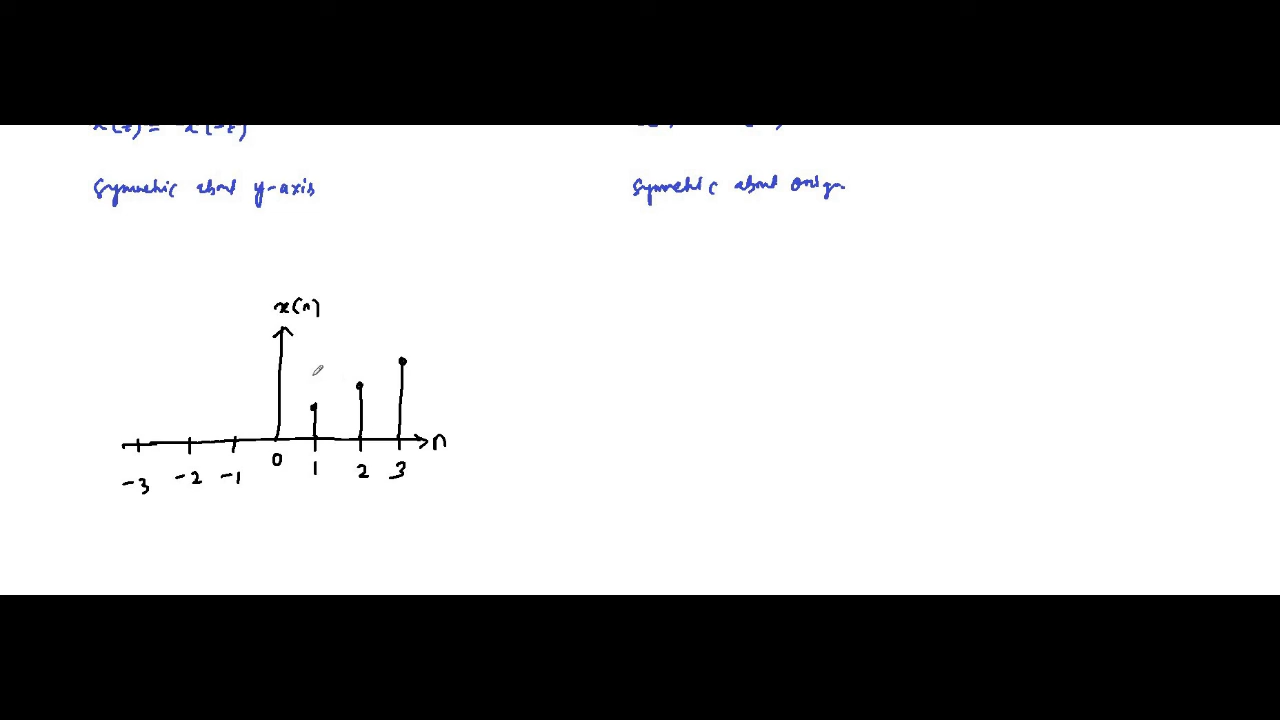 x(t) = x(-t)
Symmetric about y-axis
Symmetric about origin
x(n)
n
-3 -2 -1 0 1 2 3